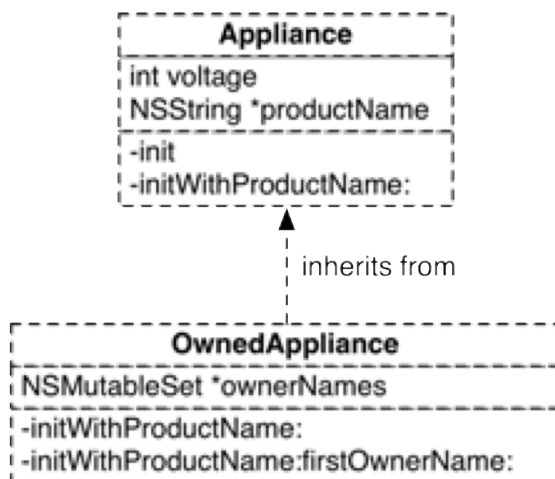 Appliance
int voltage
NSString *productName
-init
-initWithProductName:
inherits from
OwnedAppliance
NSMutableSet *ownerNames
-initWithProductName:
-initWithProductName:firstOwnerName: